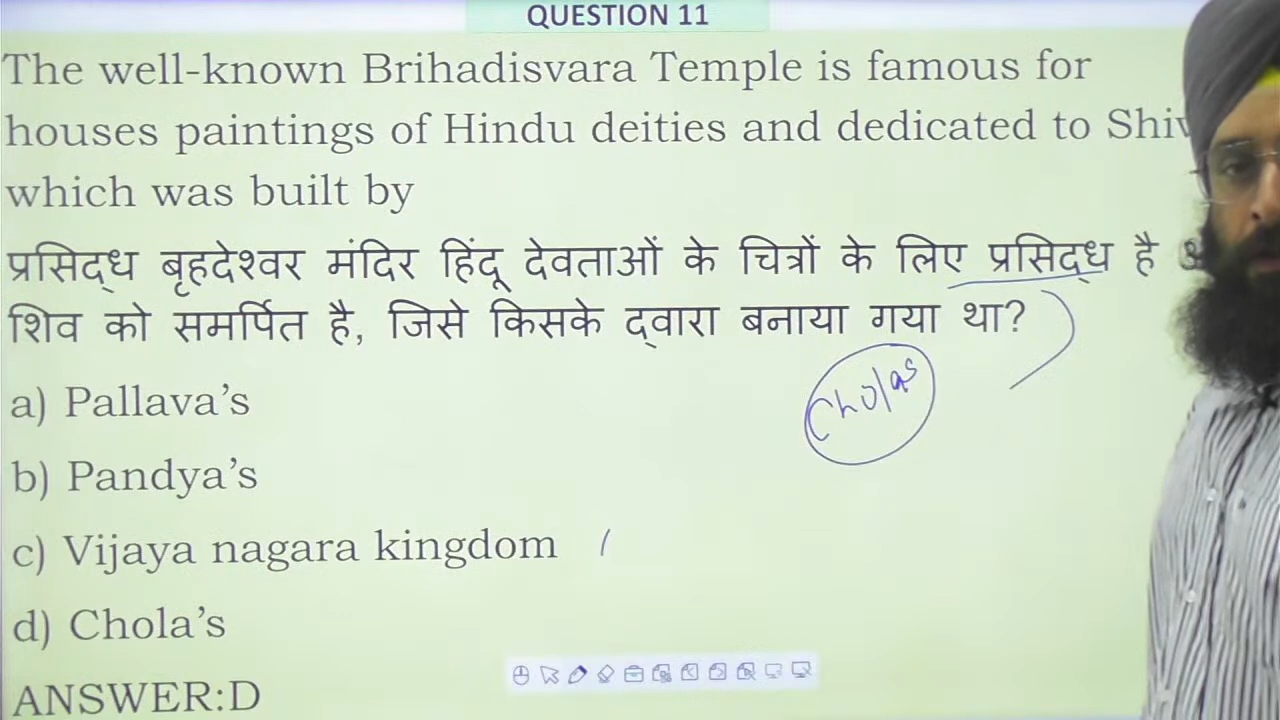 QUESTION 11
The well-known Brihadisvara Temple is famous for
houses paintings of Hindu deities and dedicated to
which was built by
प्रसिद्ध बृहदेश्वर मंदिर हिंदू देवताओं के चित्रों के लिए प्रसिद्ध है
शिव को समर्पित है, जिसे किसके द्वारा बनाया गया था?
a) Pallava's
Cholas
b) Pandya's
c) Vijaya nagara kingdom
d) Chola's
ANSWER:D